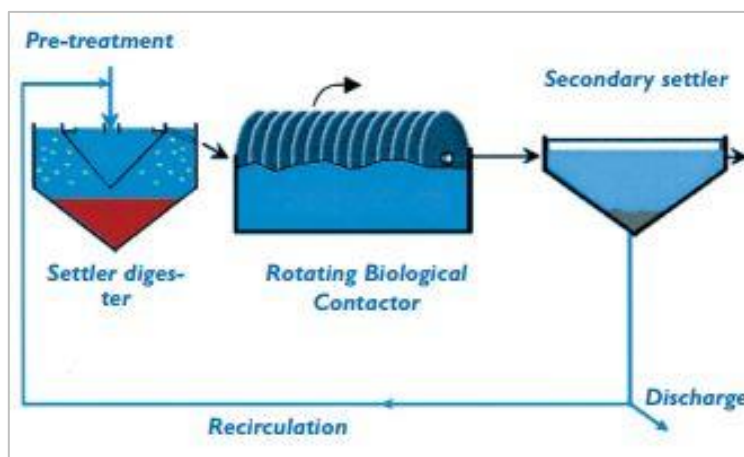 Pre-treatment
Secondary settler
Settler diges-
ter
Rotating Biological
Contactor
Discharge
Recirculation